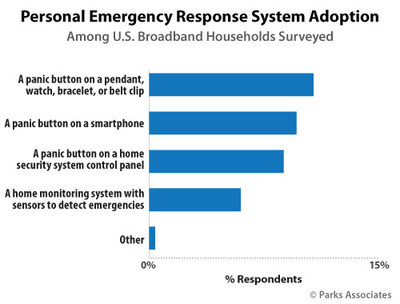 Personal Emergency Response System Adoption
Among U.S. Broadband Households Surveyed
A panic button on a pendant,
watch, bracelet, or belt clip
A panic button on a smartphone
A panic button on a home
security system control panel
A home monitoring system with
sensors to detect emergencies
Other
0%
15%
% Respondents
© Parks Associates